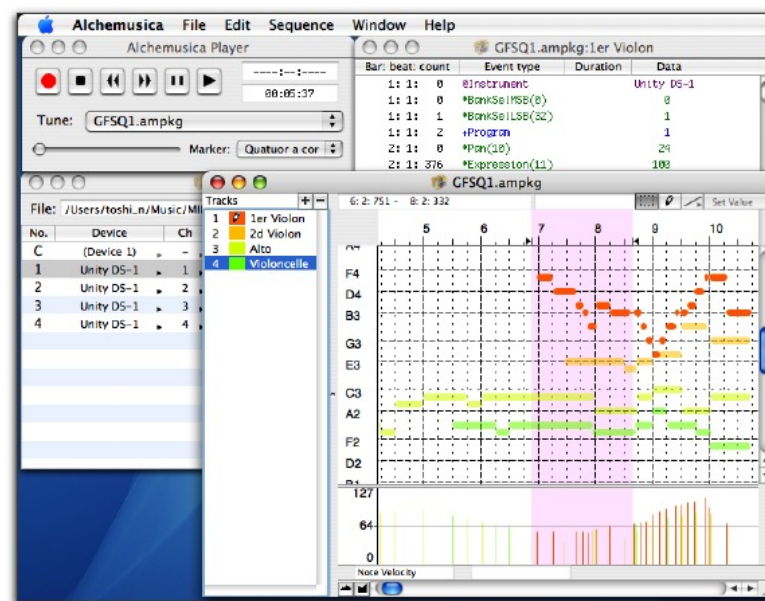 Alchemusica File Edit Sequence Window Help
Alchemusica Player
----:--:----
00:05:37
Tune: GFSQ1.ampkg
Marker: Quatuor a cor
GFSQ1.ampkg:1er Violon
Bar: beat: count Event type Duration Data
1: 1: 0 @Instrument Unity DS-1
1: 1: 0 *BankSelMSB(0) 0
1: 1: 1 *BankSelLSB(32) 1
1: 1: 2 +Program 1
2: 1: 0 *Pan(10) 24
2: 1: 376 *Expression(11) 108
File: /Users/toshi_n/Music/MI
No. Device Ch
C (Device 1) -
1 Unity DS-1 1
2 Unity DS-1 2
3 Unity DS-1 3
4 Unity DS-1 4
GFSQ1.ampkg
Tracks + −
6: 2: 751 - 8: 2: 332
Set Value
1 1er Violon
2 2d Violon
3 Alto
4 Violoncelle
5 6 7 8 9 10
A4
F4
D4
B3
G3
E3
C3
A2
F2
D2
B1
127
64
0
Note Velocity